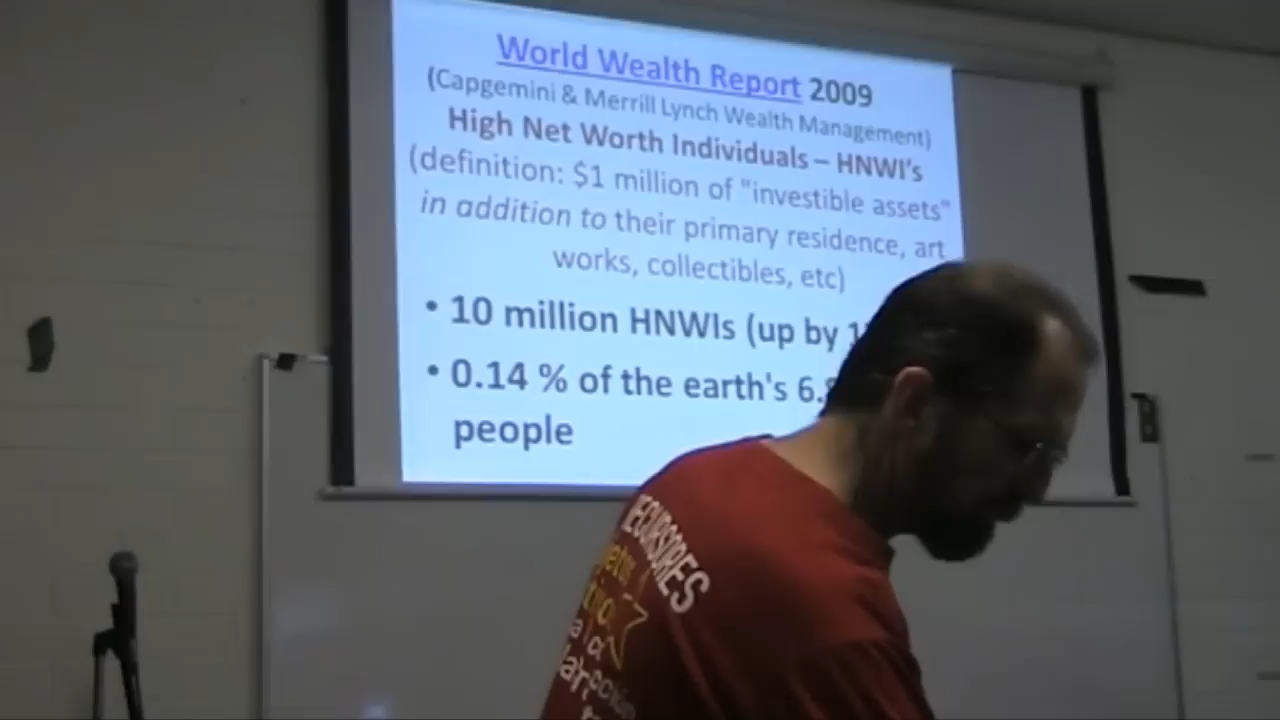 World Wealth Report 2009
(Capgemini & Merrill Lynch Wealth Management)
High Net Worth Individuals – HNWI's
(definition: $1 million of "investible assets"
in addition to their primary residence, art
works, collectibles, etc)
• 10 million HNWIs (up by
• 0.14 % of the earth's
people
ECURSORES